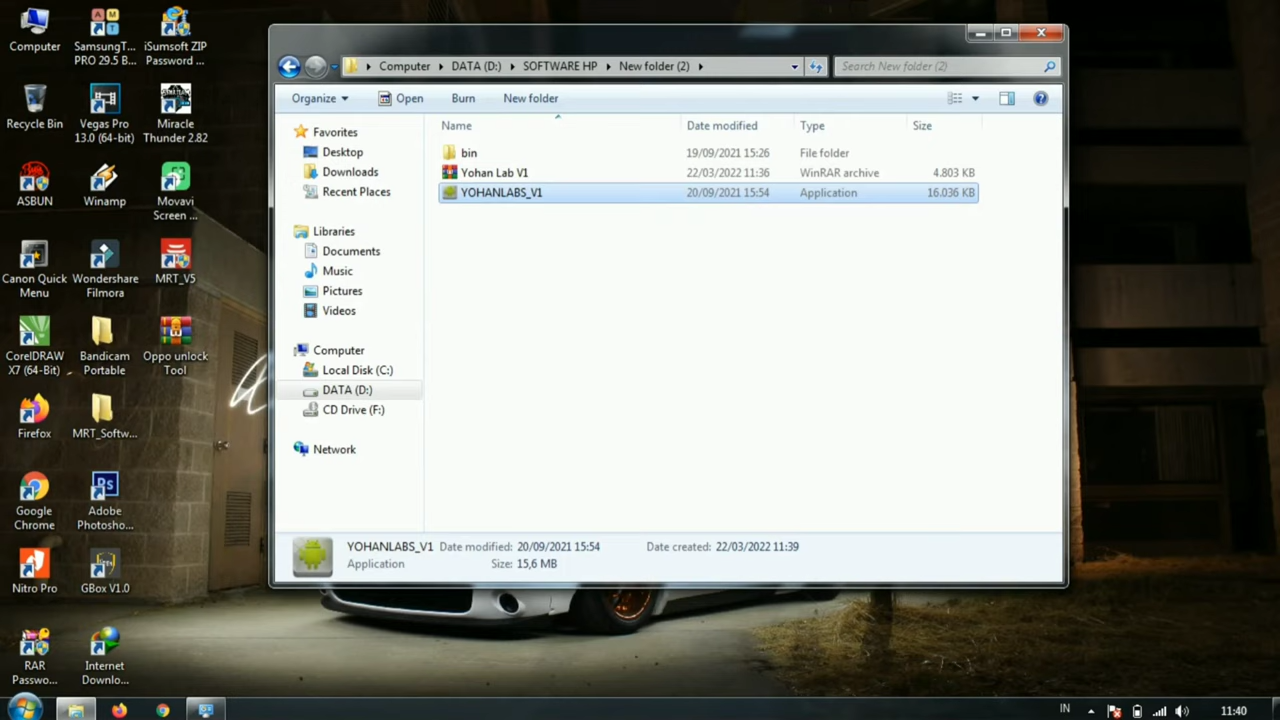 Computer
SamsungT...
PRO 29.5 B...
iSumsoft ZIP
Password ...
Recycle Bin
Vegas Pro
13.0 (64-bit)
Miracle
Thunder 2.82
ASBUN
Winamp
Movavi
Screen ...
Canon Quick
Menu
Wondershare
Filmora
MRT_V5
CorelDRAW
X7 (64-Bit)
Bandicam
Portable
Oppo unlock
Tool
Firefox
MRT_Softw...
Google
Chrome
Adobe
Photosho...
Nitro Pro
GBox V1.0
RAR
Passwo...
Internet
Downlo...
Computer DATA (D:) SOFTWARE HP New folder (2)
Search New folder (2)
Organize Open Burn New folder
Favorites
Desktop
Downloads
Recent Places
Libraries
Documents
Music
Pictures
Videos
Computer
Local Disk (C:)
DATA (D:)
CD Drive (F:)
Network
Name Date modified Type Size
bin 19/09/2021 15:26 File folder
Yohan Lab V1 22/03/2022 11:36 WinRAR archive 4.803 KB
YOHANLABS_V1 20/09/2021 15:54 Application 16.036 KB
YOHANLABS_V1 Date modified: 20/09/2021 15:54 Date created: 22/03/2022 11:39
Application Size: 15,6 MB
IN 11:40